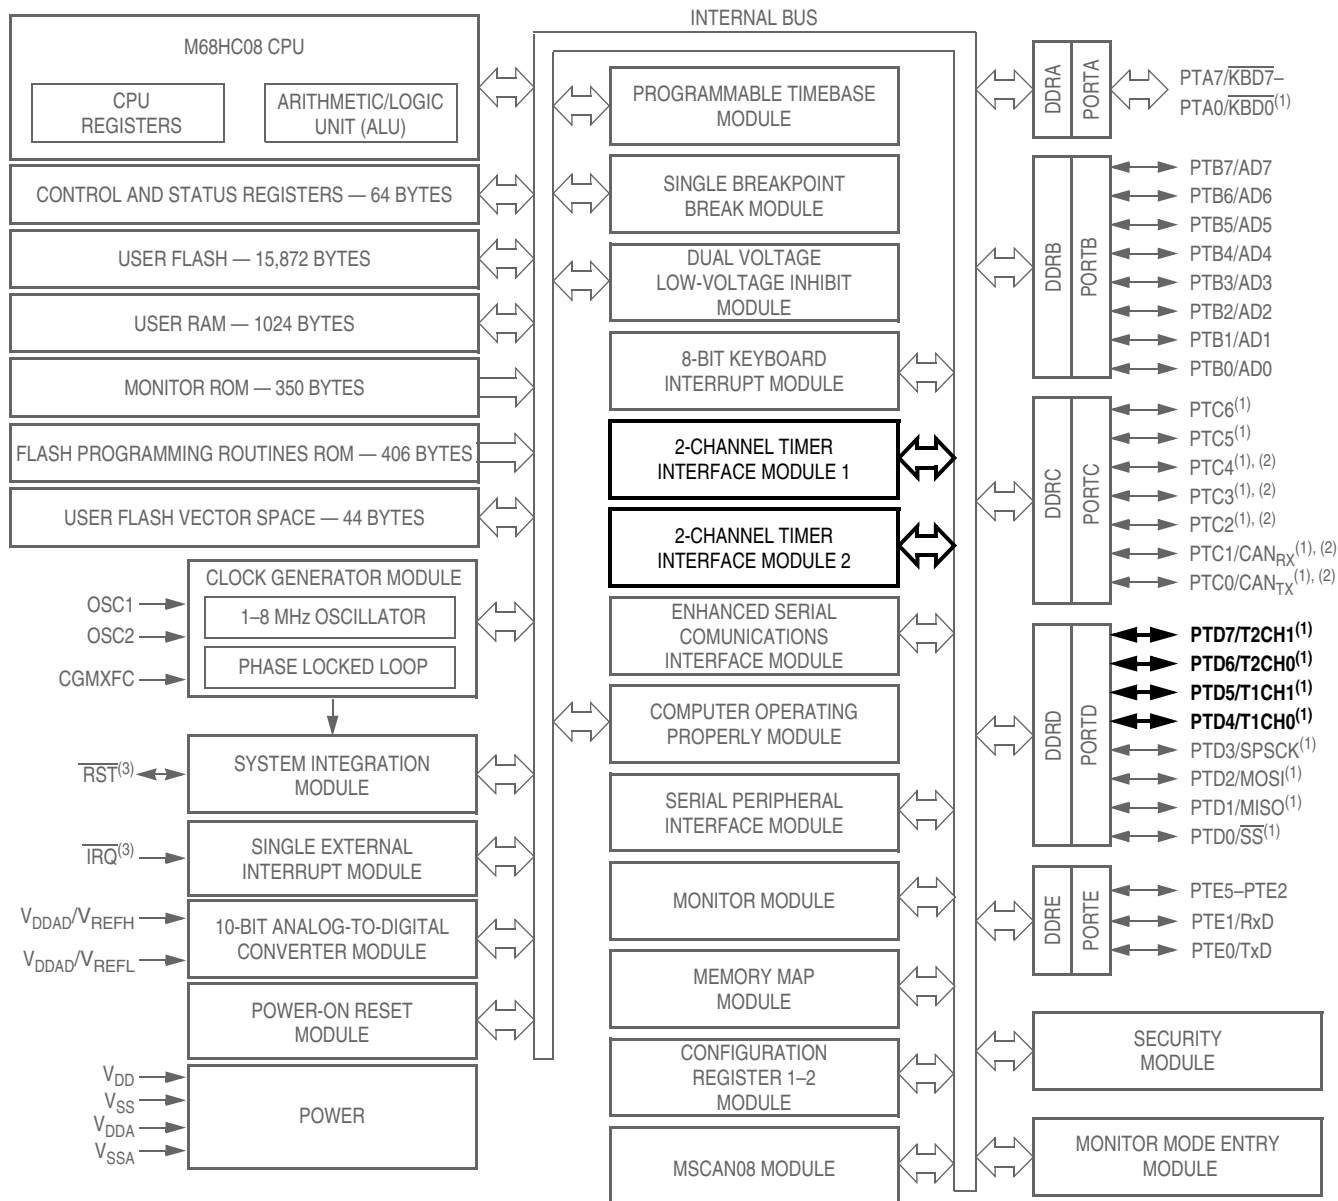 INTERNAL BUS
M68HC08 CPU
CPU
REGISTERS
ARITHMETIC/LOGIC
UNIT (ALU)
CONTROL AND STATUS REGISTERS — 64 BYTES
USER FLASH — 15,872 BYTES
USER RAM — 1024 BYTES
MONITOR ROM — 350 BYTES
FLASH PROGRAMMING ROUTINES ROM — 406 BYTES
USER FLASH VECTOR SPACE — 44 BYTES
CLOCK GENERATOR MODULE
1–8 MHz OSCILLATOR
PHASE LOCKED LOOP
OSC1
OSC2
CGMXFC
SYSTEM INTEGRATION
MODULE
RST(3)
SINGLE EXTERNAL
INTERRUPT MODULE
IRQ(3)
10-BIT ANALOG-TO-DIGITAL
CONVERTER MODULE
VDDAD/VREFH
VDDAD/VREFL
POWER-ON RESET
MODULE
POWER
VDD
VSS
VDDA
VSSA
PROGRAMMABLE TIMEBASE
MODULE
SINGLE BREAKPOINT
BREAK MODULE
DUAL VOLTAGE
LOW-VOLTAGE INHIBIT
MODULE
8-BIT KEYBOARD
INTERRUPT MODULE
2-CHANNEL TIMER
INTERFACE MODULE 1
2-CHANNEL TIMER
INTERFACE MODULE 2
ENHANCED SERIAL
COMUNICATIONS
INTERFACE MODULE
COMPUTER OPERATING
PROPERLY MODULE
SERIAL PERIPHERAL
INTERFACE MODULE
MONITOR MODULE
MEMORY MAP
MODULE
CONFIGURATION
REGISTER 1–2
MODULE
MSCAN08 MODULE
DDRA
PORTA
PTA7/KBD7–
PTA0/KBD0(1)
DDRB
PORTB
PTB7/AD7
PTB6/AD6
PTB5/AD5
PTB4/AD4
PTB3/AD3
PTB2/AD2
PTB1/AD1
PTB0/AD0
DDRC
PORTC
PTC6(1)
PTC5(1)
PTC4(1), (2)
PTC3(1), (2)
PTC2(1), (2)
PTC1/CANRX(1), (2)
PTC0/CANTX(1), (2)
DDRD
PORTD
PTD7/T2CH1(1)
PTD6/T2CH0(1)
PTD5/T1CH1(1)
PTD4/T1CH0(1)
PTD3/SPSCK(1)
PTD2/MOSI(1)
PTD1/MISO(1)
PTD0/SS(1)
DDRE
PORTE
PTE5–PTE2
PTE1/RxD
PTE0/TxD
SECURITY
MODULE
MONITOR MODE ENTRY
MODULE